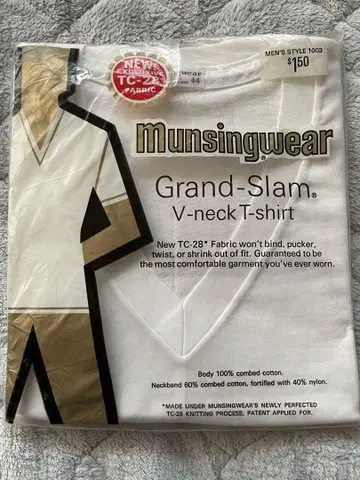 MEN'S STYLE 1003
$1.50
NEW!
EXCLUSIVE
TC-28
FABRIC
wear
44
munsingwear
Grand-Slam®
V-neck T-shirt
New TC-28* Fabric won't bind, pucker,
twist, or shrink out of fit. Guaranteed to be
the most comfortable garment you've ever worn.
Body 100% combed cotton.
Neckband 60% combed cotton, fortified with 40% nylon.
*MADE UNDER MUNSINGWEAR'S NEWLY PERFECTED
TC-28 KNITTING PROCESS. PATENT APPLIED FOR.